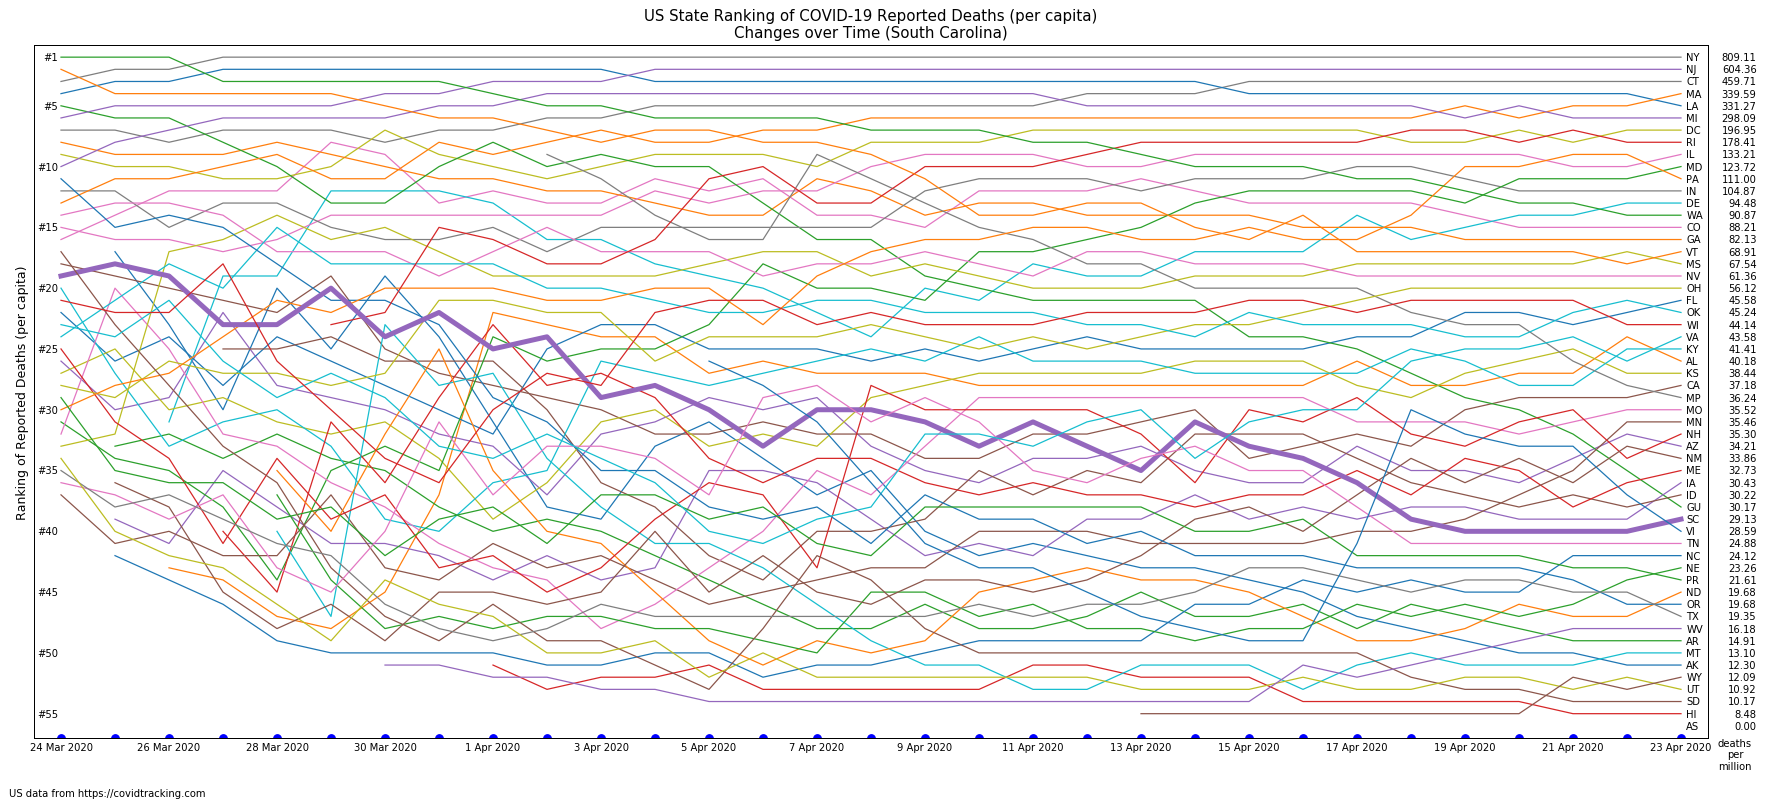 US State Ranking of COVID-19 Reported Deaths (per capita)
Changes over Time (South Carolina)
Ranking of Reported Deaths (per capita)
#1
#5
#10
#15
#20
#25
#30
#35
#40
#45
#50
#55
NY 809.11
NJ 604.36
CT 459.71
MA 339.59
LA 331.27
MI 298.09
DC 196.95
RI 178.41
IL 133.21
MD 123.72
PA 111.00
IN 104.87
DE 94.48
WA 90.87
CO 88.21
GA 82.13
VT 68.91
MS 67.54
NV 61.36
OH 56.12
FL 45.58
OK 45.24
WI 44.14
VA 43.58
KY 41.41
AL 40.18
KS 38.44
CA 37.18
MP 36.24
MO 35.52
MN 35.46
NH 35.30
AZ 34.21
NM 33.86
ME 32.73
IA 30.43
ID 30.22
GU 30.17
SC 29.13
VI 28.59
TN 24.88
NC 24.12
NE 23.26
PR 21.61
ND 19.68
OR 19.68
TX 19.35
WV 16.18
AR 14.91
MT 13.10
AK 12.30
WY 12.09
UT 10.92
SD 10.17
HI 8.48
AS 0.00
24 Mar 2020 26 Mar 2020 28 Mar 2020 30 Mar 2020 1 Apr 2020 3 Apr 2020 5 Apr 2020 7 Apr 2020 9 Apr 2020 11 Apr 2020 13 Apr 2020 15 Apr 2020 17 Apr 2020 19 Apr 2020 21 Apr 2020 23 Apr 2020
deaths
per
million
US data from https://covidtracking.com